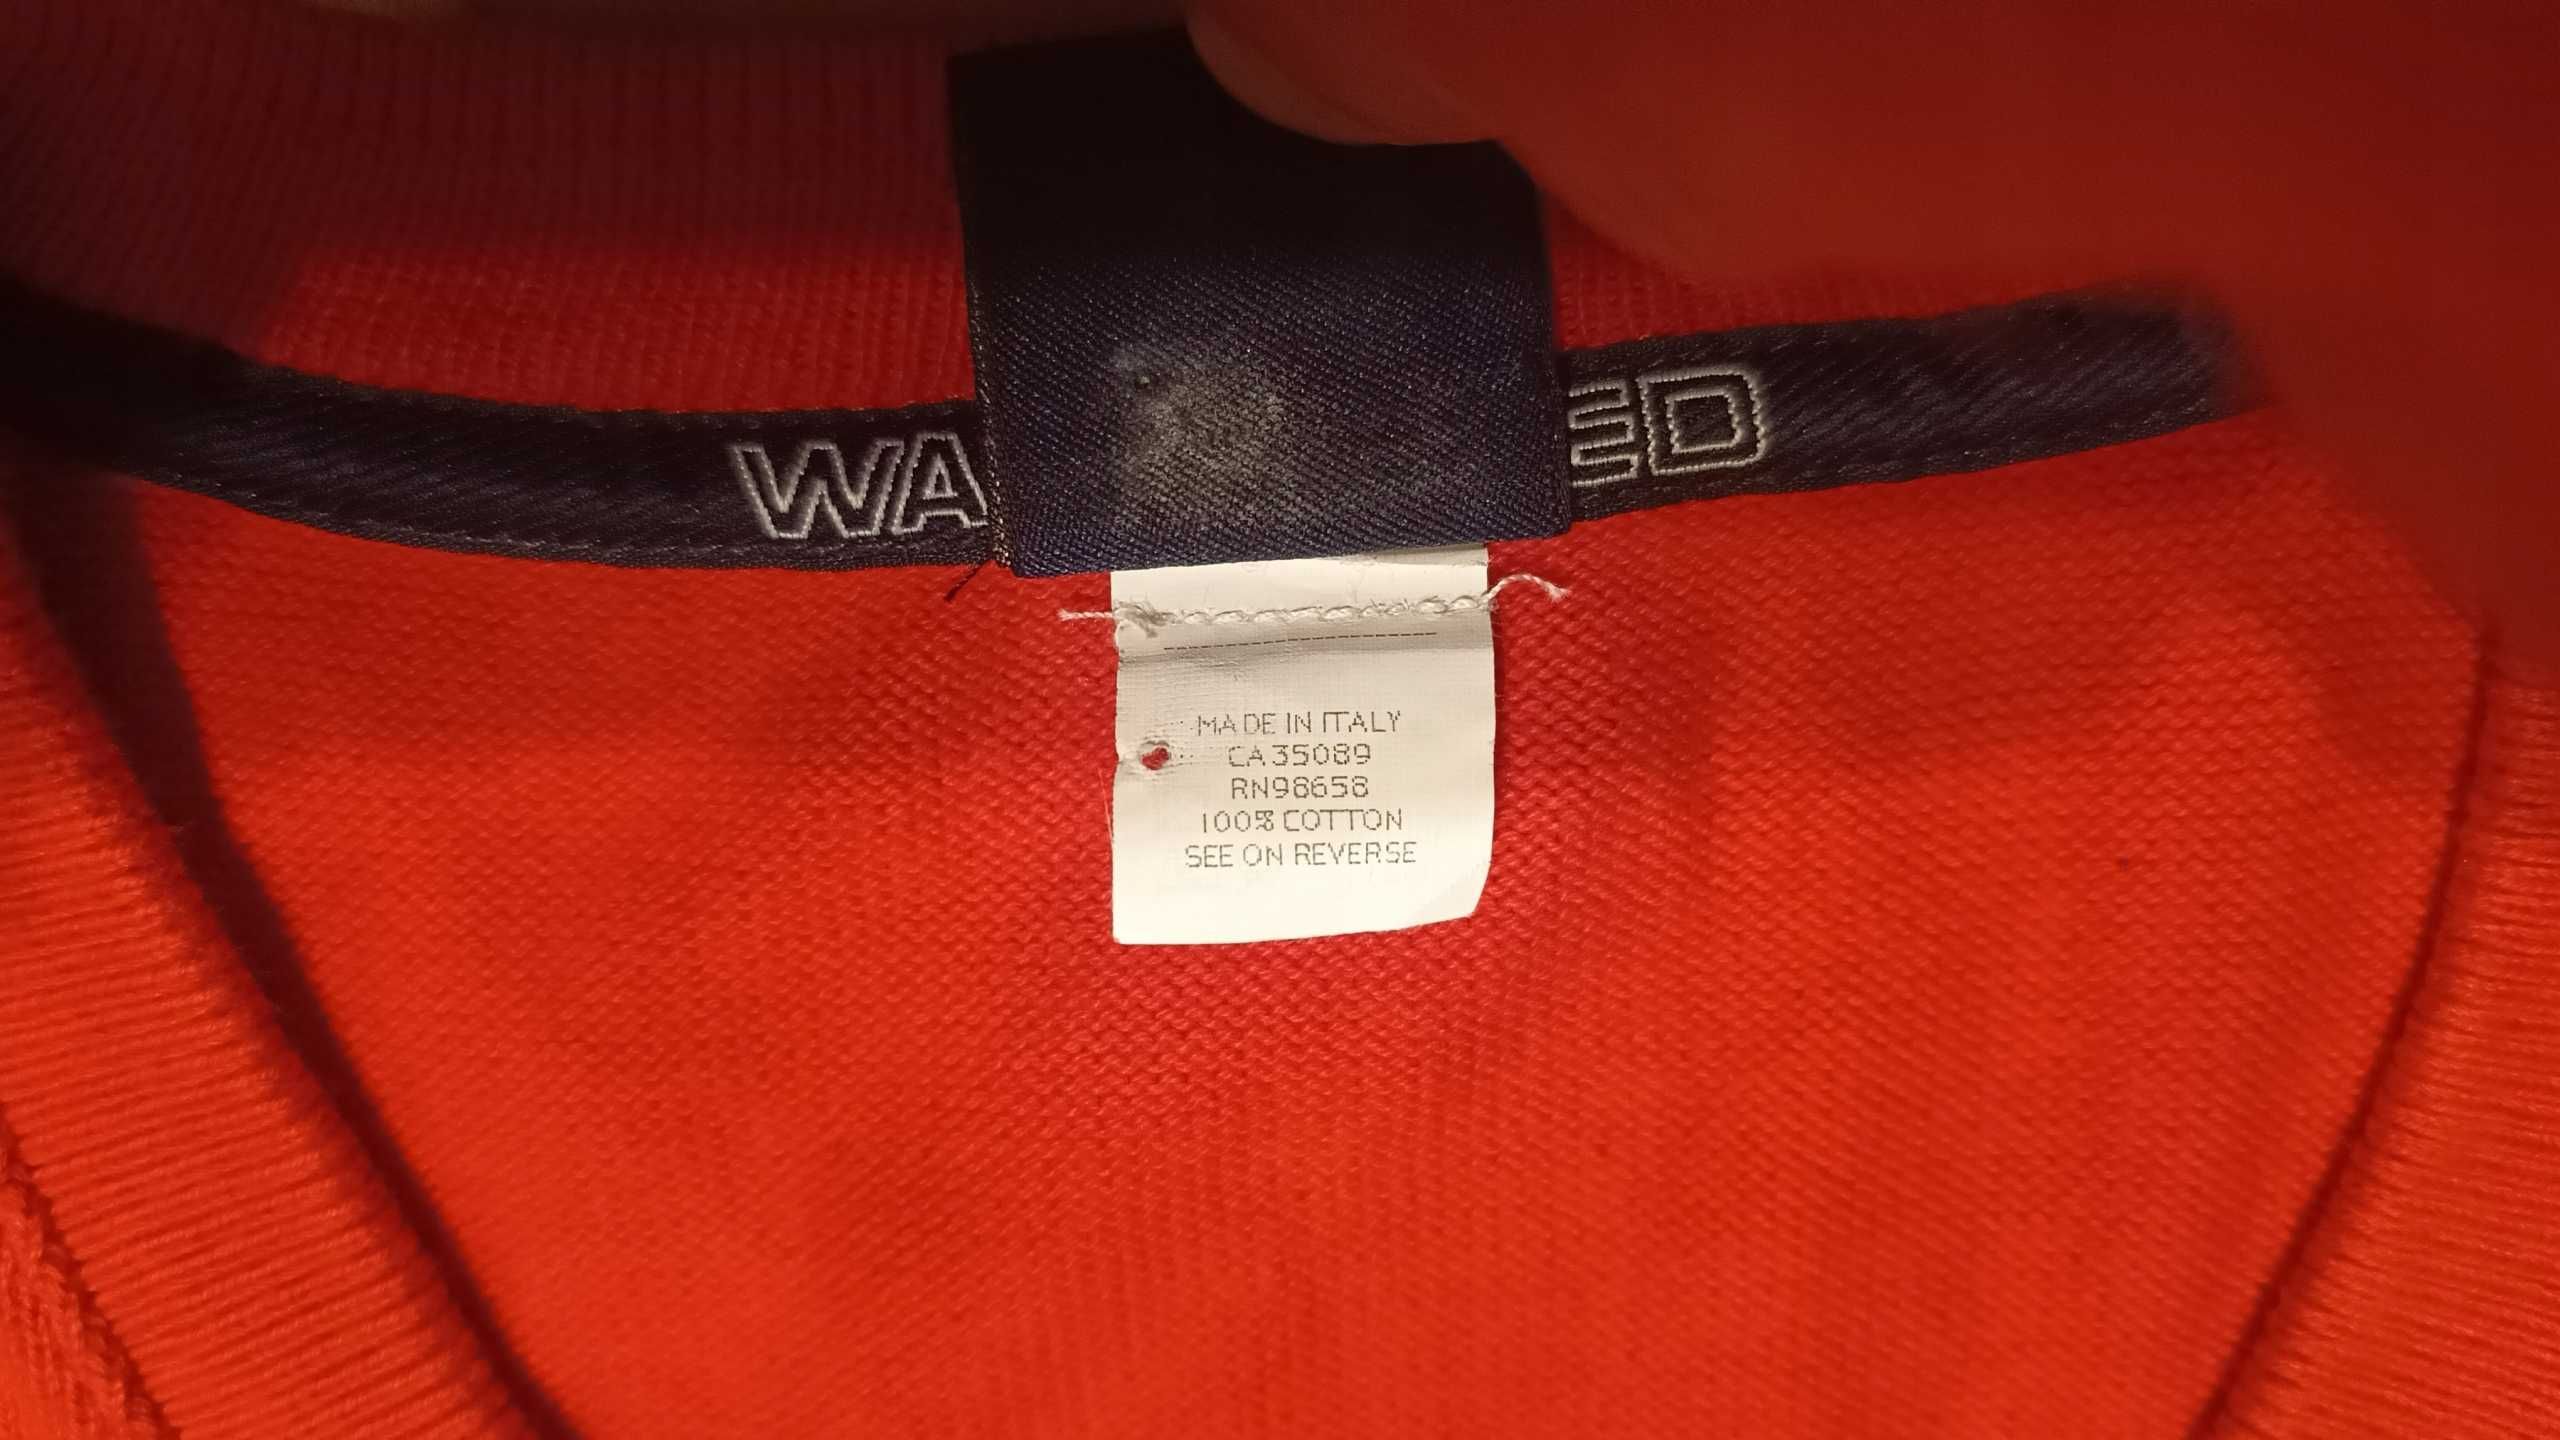 WA ED
MADE IN ITALY
CA35089
RN98658
100% COTTON
SEE ON REVERSE